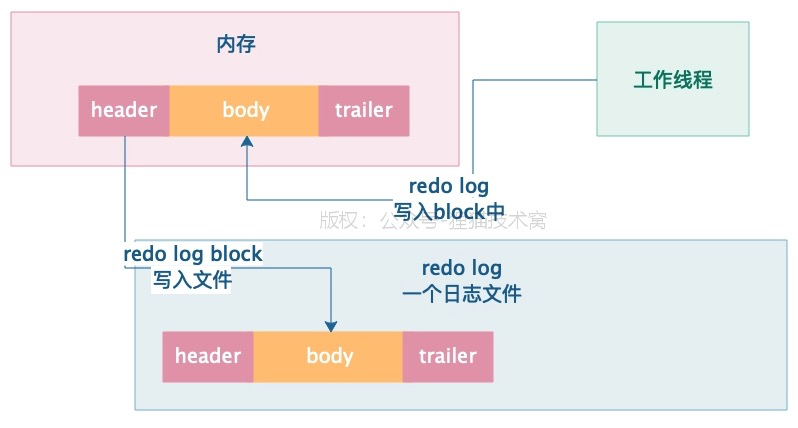 内存
工作线程
header
body
trailer
redo log
写入block中
版权：公众号-狸猫技术窝
redo log block
写入文件
redo log
一个日志文件
header
body
trailer